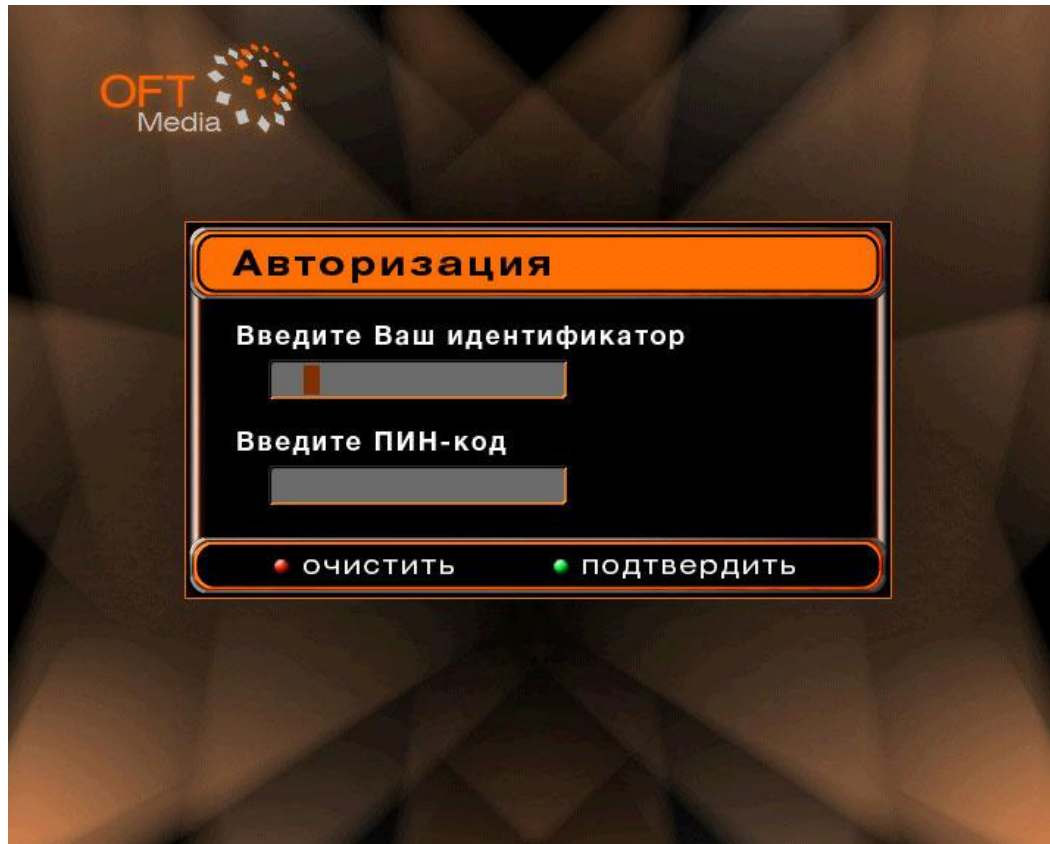 OFT
Media
Авторизация
Введите Ваш идентификатор
Введите ПИН-код
очистить подтвердить